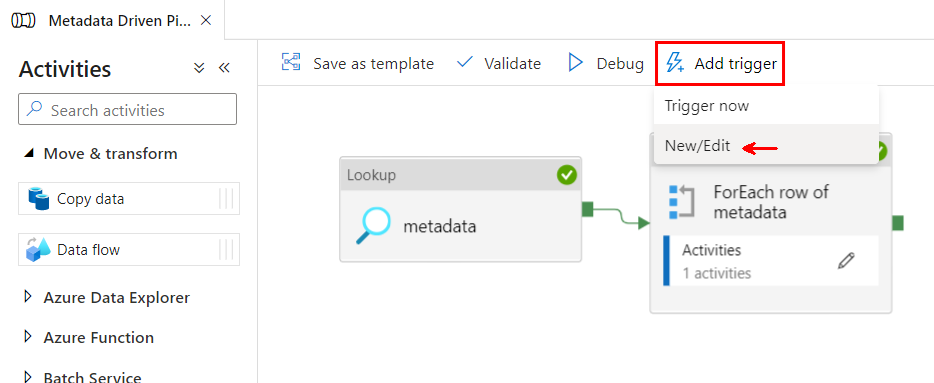 Metadata Driven Pi...
Activities
Search activities
Move & transform
Copy data
Data flow
Azure Data Explorer
Azure Function
Batch Service
Save as template
Validate
Debug
Add trigger
Trigger now
New/Edit
Lookup
metadata
ForEach row of
metadata
Activities
1 activities